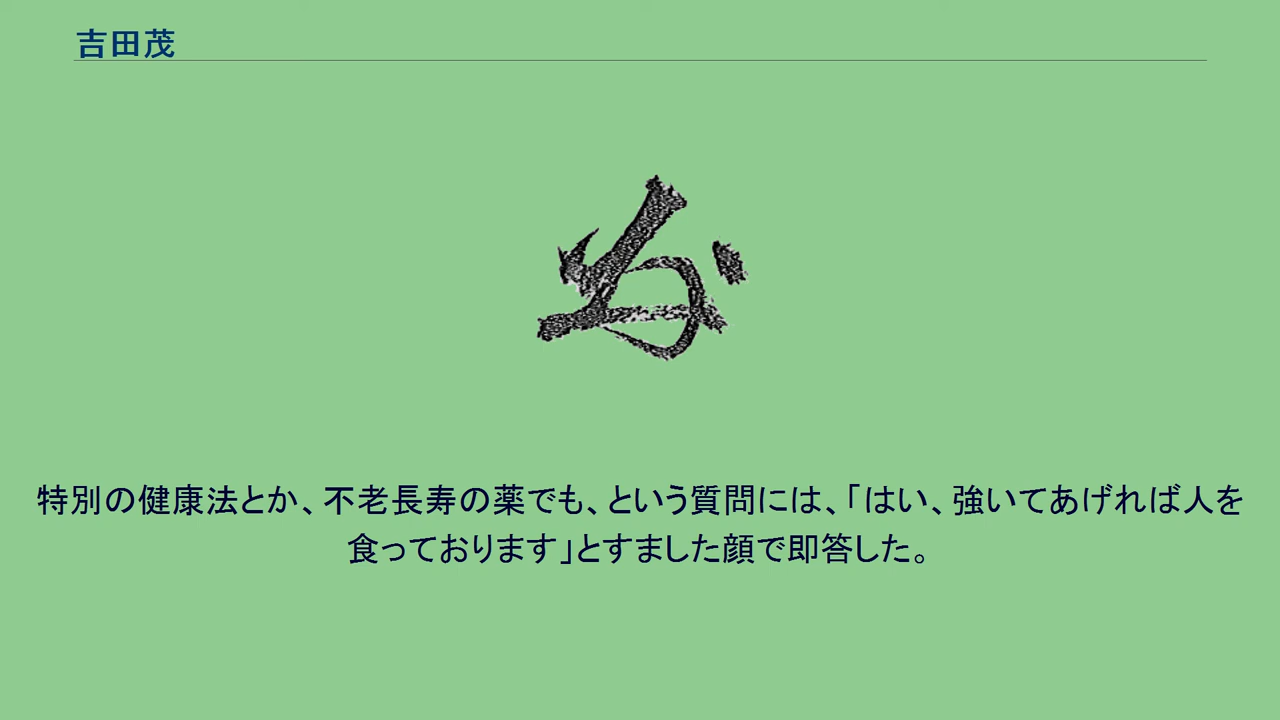 吉田茂
特別の健康法とか、不老長寿の薬でも、という質問には、「はい、強いてあげれば人を
食っております」とすました顔で即答した。